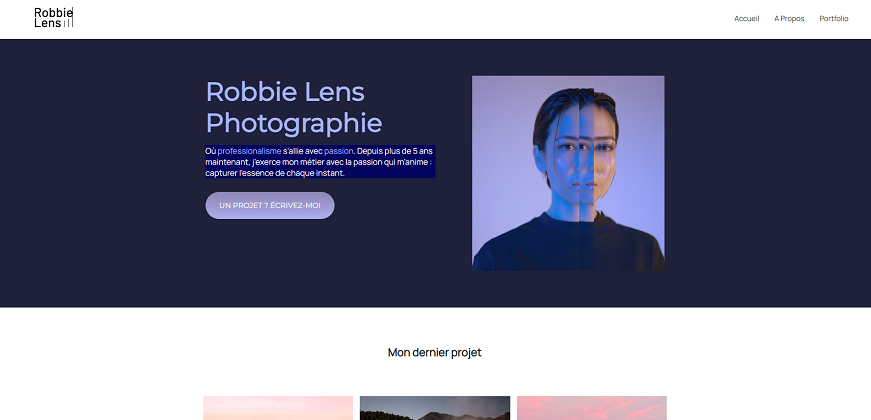 Robbie
Lens
Accueil
A Propos
Portfolio
Robbie Lens
Photographie
Où professionalisme s'allie avec passion. Depuis plus de 5 ans
maintenant, j'exerce mon métier avec la passion qui m'anime :
capturer l'essence de chaque instant.
UN PROJET ? ÉCRIVEZ-MOI
Mon dernier projet